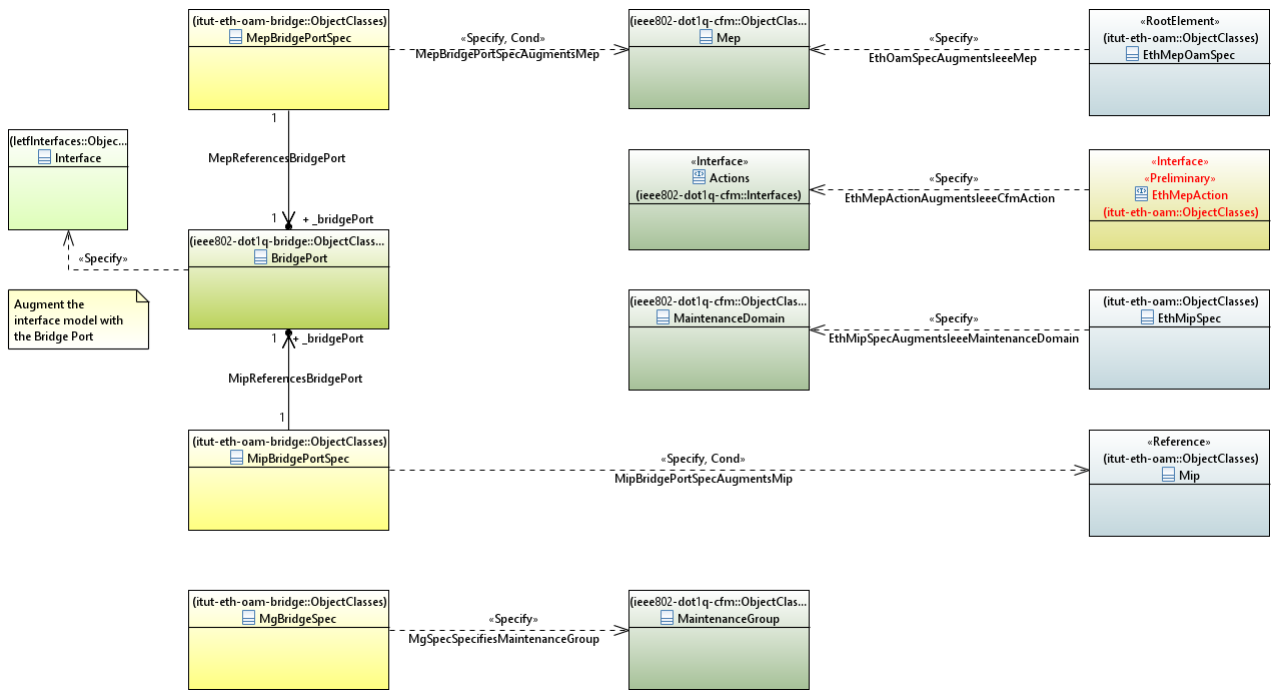 (itut-eth-oam-bridge::ObjectClasses)
MepBridgePortSpec
«Specify, Cond»
MepBridgePortSpecAugmentsMep
(ieee802-dot1q-cfm::ObjectClas...
Mep
«Specify»
EthOamSpecAugmentsIeeeMep
«RootElement»
(itut-eth-oam::ObjectClasses)
EthMepOamSpec
1
MepReferencesBridgePort
1
+ _bridgePort
(IetfInterfaces::Objec...
Interface
«Specify»
(ieee802-dot1q-bridge::ObjectClass...
BridgePort
Augment the
interface model with
the Bridge Port
«Interface»
Actions
(ieee802-dot1q-cfm::Interfaces)
«Specify»
EthMepActionAugmentsIeeeCfmAction
«Interface»
«Preliminary»
EthMepAction
(itut-eth-oam::ObjectClasses)
(ieee802-dot1q-cfm::ObjectClas...
MaintenanceDomain
«Specify»
EthMipSpecAugmentsIeeeMaintenanceDomain
(itut-eth-oam::ObjectClasses)
EthMipSpec
1
+ _bridgePort
MipReferencesBridgePort
1
(itut-eth-oam-bridge::ObjectClasses)
MipBridgePortSpec
«Specify, Cond»
MipBridgePortSpecAugmentsMip
«Reference»
(itut-eth-oam::ObjectClasses)
Mip
(itut-eth-oam-bridge::ObjectClasses)
MgBridgeSpec
«Specify»
MgSpecSpecifiesMaintenanceGroup
(ieee802-dot1q-cfm::ObjectClas...
MaintenanceGroup